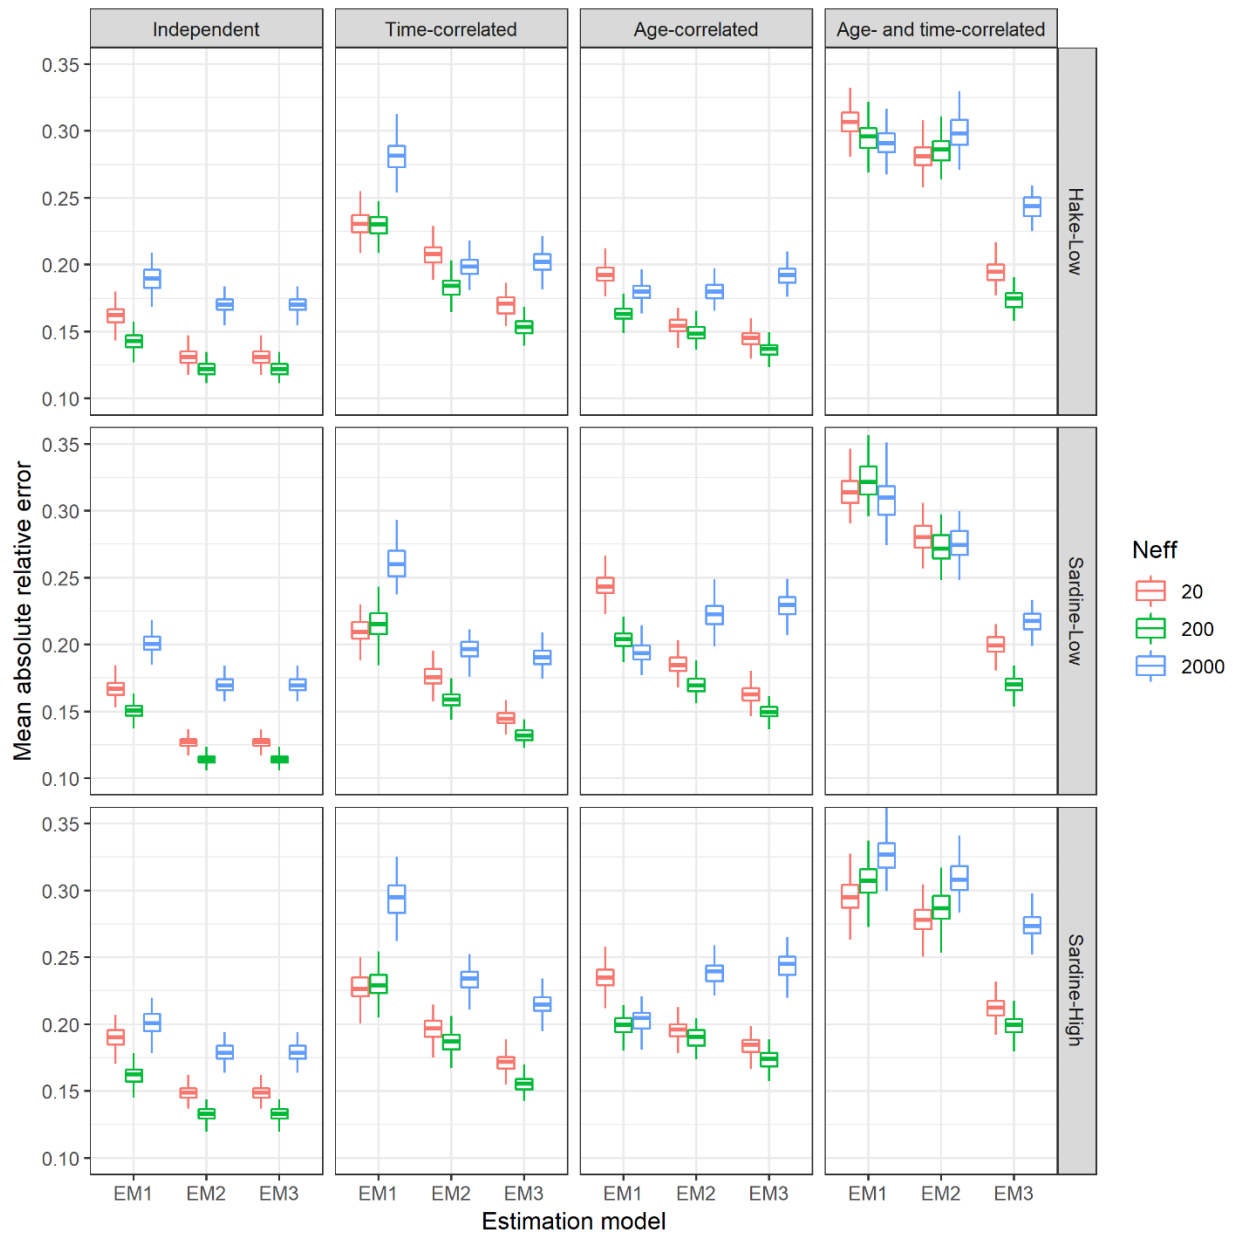 Independent
Time-correlated
Age-correlated
Age- and time-correlated
0.35
0.30
0.25
0.20
0.15
0.10
Hake-Low
0.35
0.30
0.25
0.20
0.15
0.10
Sardine-Low
0.35
0.30
0.25
0.20
0.15
0.10
Sardine-High
Mean absolute relative error
EM1 EM2 EM3
EM1 EM2 EM3
EM1 EM2 EM3
EM1 EM2 EM3
Estimation model
Neff
20
200
2000